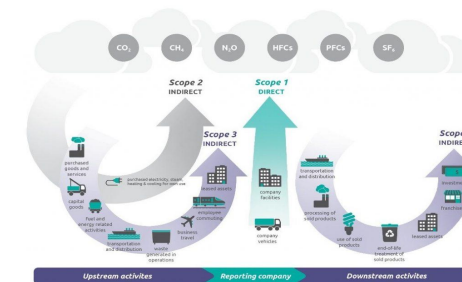 CO₂
CH₄
N₂O
HFCs
PFCs
SF₆
Scope 2
INDIRECT
Scope 1
DIRECT
Scope 3
INDIRECT
Scope
INDIRECT
purchased
goods and
services
capital
goods
fuel and
energy related
activities
transportation
and distribution
waste
generated in
operations
business
travel
employee
commuting
leased assets
purchased electricity, steam,
heating & cooling for own use
company
facilities
company
vehicles
transportation
and distribution
processing of
sold products
use of sold
products
end-of-life
treatment of
sold products
leased assets
Upstream activites
Reporting company
Downstream activites